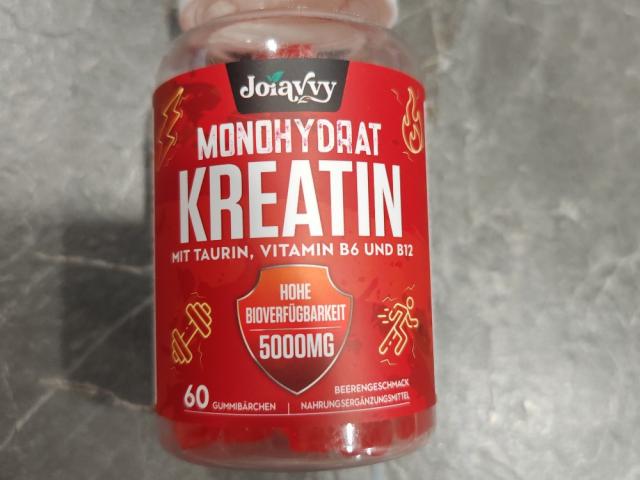 Joiavvy
MONOHYDRAT
KREATIN
MIT TAURIN, VITAMIN B6 UND B12
HOHE
BIOVERFÜGBARKEIT
5000MG
60 GUMMIBÄRCHEN
BEERENGESCHMACK
NAHRUNGSERGÄNZUNGSMITTEL